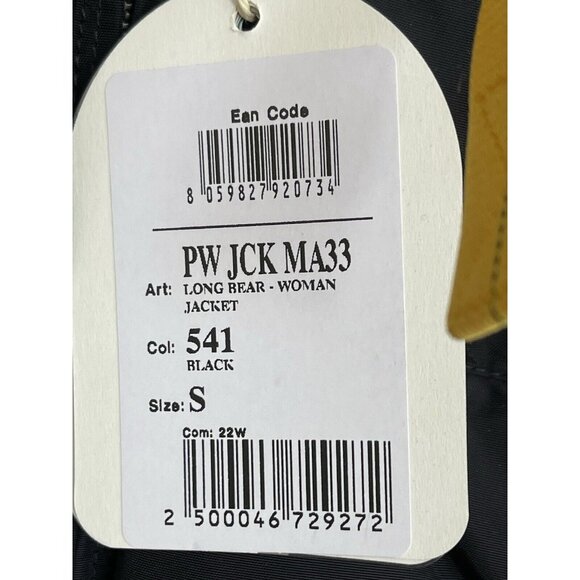 Ean Code
8 059827 920734
PW JCK MA33
Art: LONG BEAR - WOMAN
JACKET
Col: 541
BLACK
Size: S
Com: 22W
2 500046 729272